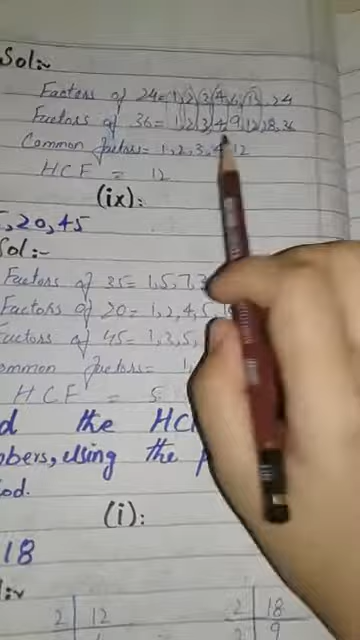 Sol:-
Factors of 24 = 1,2,3,4,6,12,24
Factors of 36 = 1,2,3,4,9,12,18,36
Common factors = 1,2,3,4,12
HCF = 12
(ix):
,20,45
Sol:-
Factors of 35 = 1,5,7,3
Factors of 20 = 1,2,4,5,
Factors of 45 = 1,3,5,
ommon factors = 1,
HCF = 5
d the HC
bers, using the p
od.
(i):
18
2 | 12
2 | 18
9